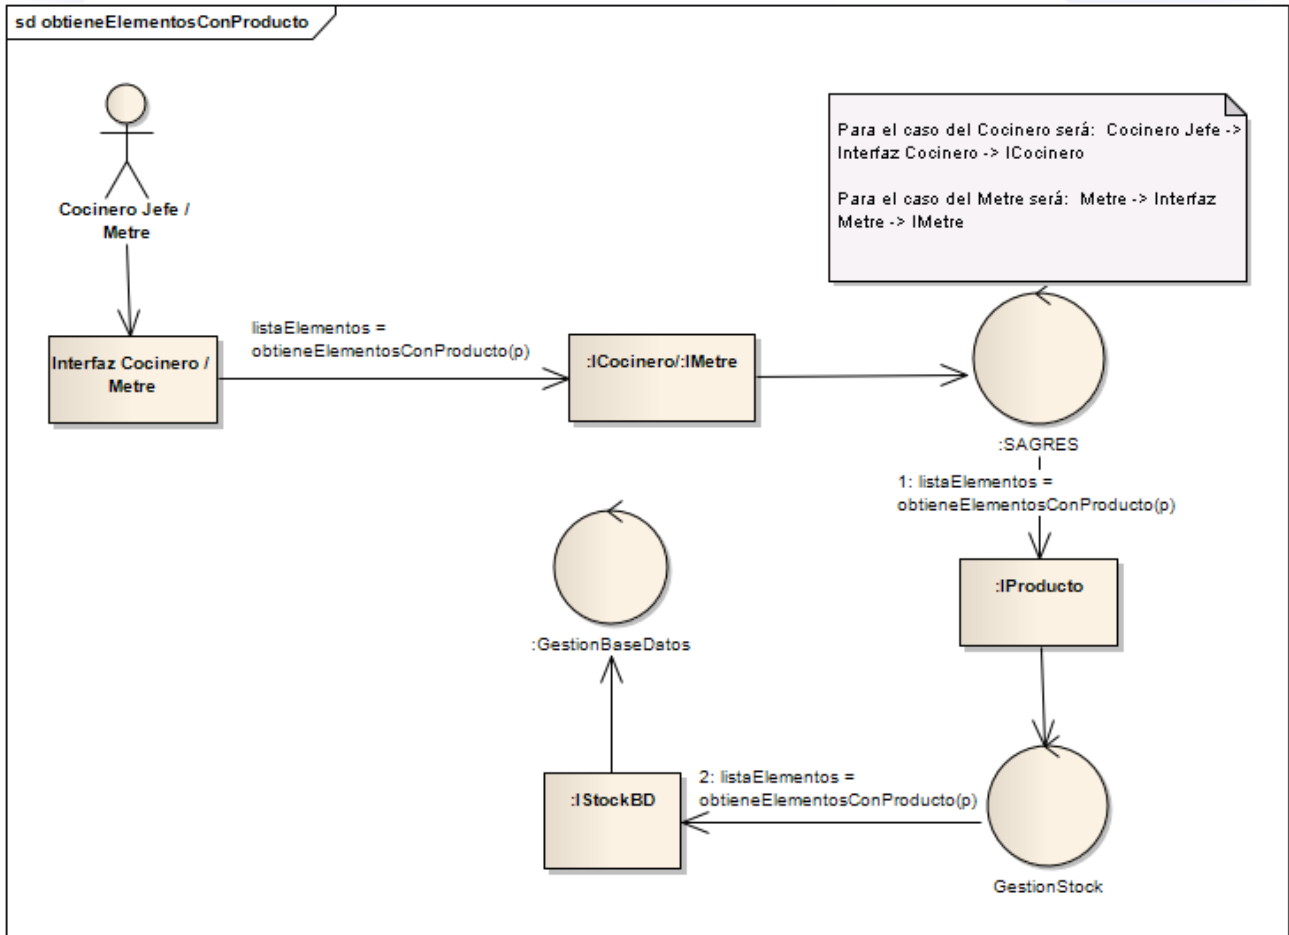 sd obtieneElementosConProducto
Para el caso del Cocinero será:  Cocinero Jefe ->
Interfaz Cocinero -> ICocinero
Para el caso del Metre será:  Metre -> Interfaz
Metre -> IMetre
Cocinero Jefe /
Metre
Interfaz Cocinero /
Metre
listaElementos =
obtieneElementosConProducto(p)
:ICocinero/:IMetre
:SAGRES
1: listaElementos =
obtieneElementosConProducto(p)
:IProducto
:GestionBaseDatos
:IStockBD
2: listaElementos =
obtieneElementosConProducto(p)
GestionStock